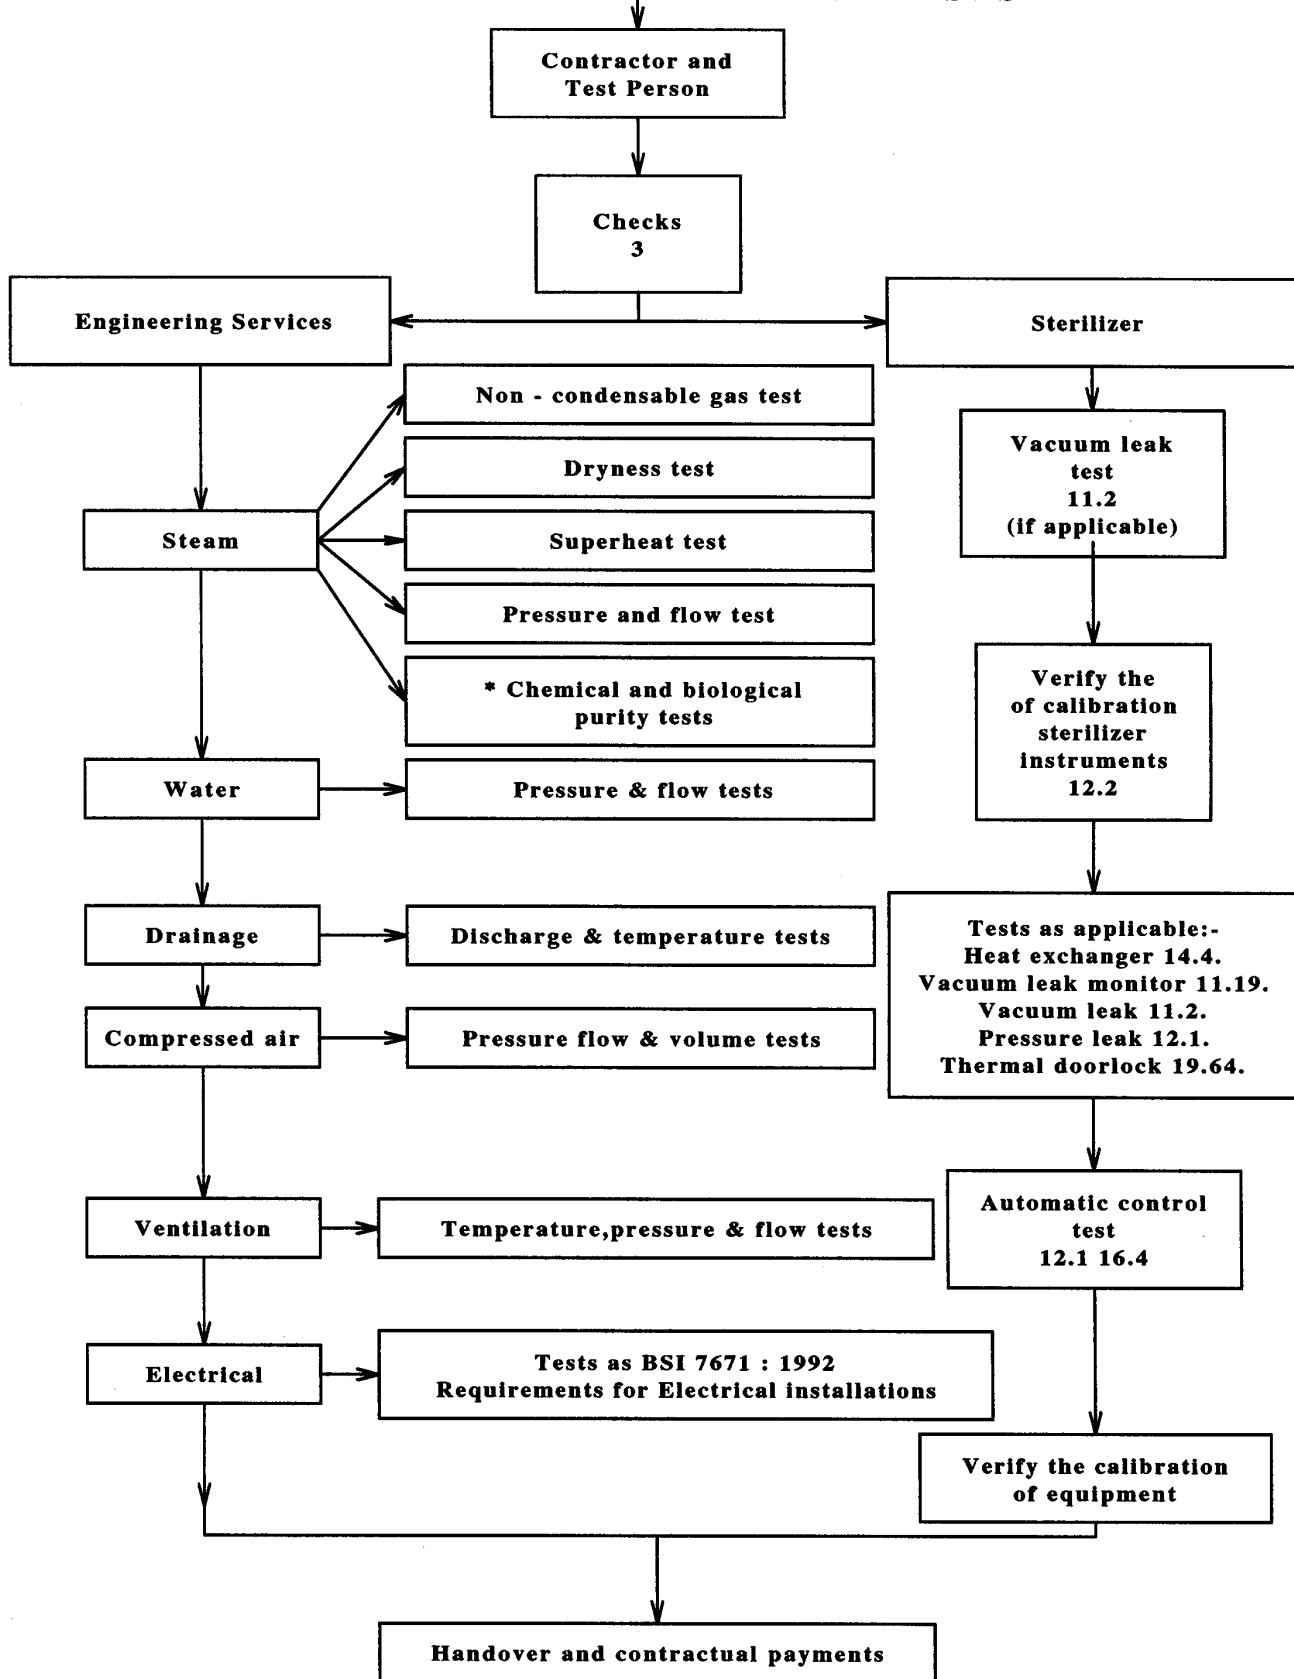 Contractor and
Test Person
Checks
3
Engineering Services
Sterilizer
Non - condensable gas test
Dryness test
Steam
Superheat test
Pressure and flow test
* Chemical and biological
purity tests
Water
Pressure & flow tests
Drainage
Discharge & temperature tests
Compressed air
Pressure flow & volume tests
Ventilation
Temperature,pressure & flow tests
Electrical
Tests as BSI 7671 : 1992
Requirements for Electrical installations
Vacuum leak
test
11.2
(if applicable)
Verify the
of calibration
sterilizer
instruments
12.2
Tests as applicable:-
Heat exchanger 14.4.
Vacuum leak monitor 11.19.
Vacuum leak 11.2.
Pressure leak 12.1.
Thermal doorlock 19.64.
Automatic control
test
12.1 16.4
Verify the calibration
of equipment
Handover and contractual payments